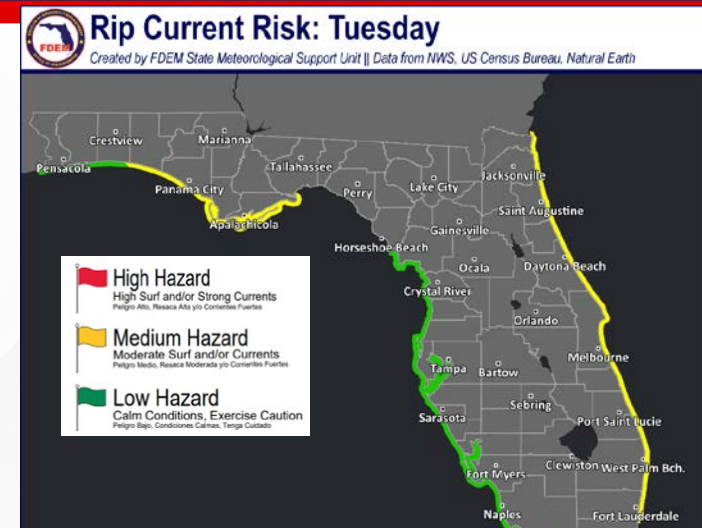 FDEM
Rip Current Risk: Tuesday
Created by FDEM State Meteorological Support Unit || Data from NWS, US Census Bureau, Natural Earth
Crestview
Marianna
Pensacola
Tallahassee
Jacksonville
Panama City
Perry
Lake City
Saint Augustine
Apalachicola
Gainesville
Horseshoe Beach
Ocala
Daytona Beach
Crystal River
Orlando
Melbourne
Tampa
Bartow
Sebring
Sarasota
Port Saint Lucie
Fort Myers
Clewiston
West Palm Bch.
Naples
Fort Lauderdale
High Hazard
High Surf and/or Strong Currents
Peligro Alto, Resaca Alta y/o Corrientes Fuertes
Medium Hazard
Moderate Surf and/or Currents
Peligro Medio, Resaca Moderada y/o Corrientes Fuertes
Low Hazard
Calm Conditions, Exercise Caution
Peligro Bajo, Condiciones Calmas, Tenga Cuidado